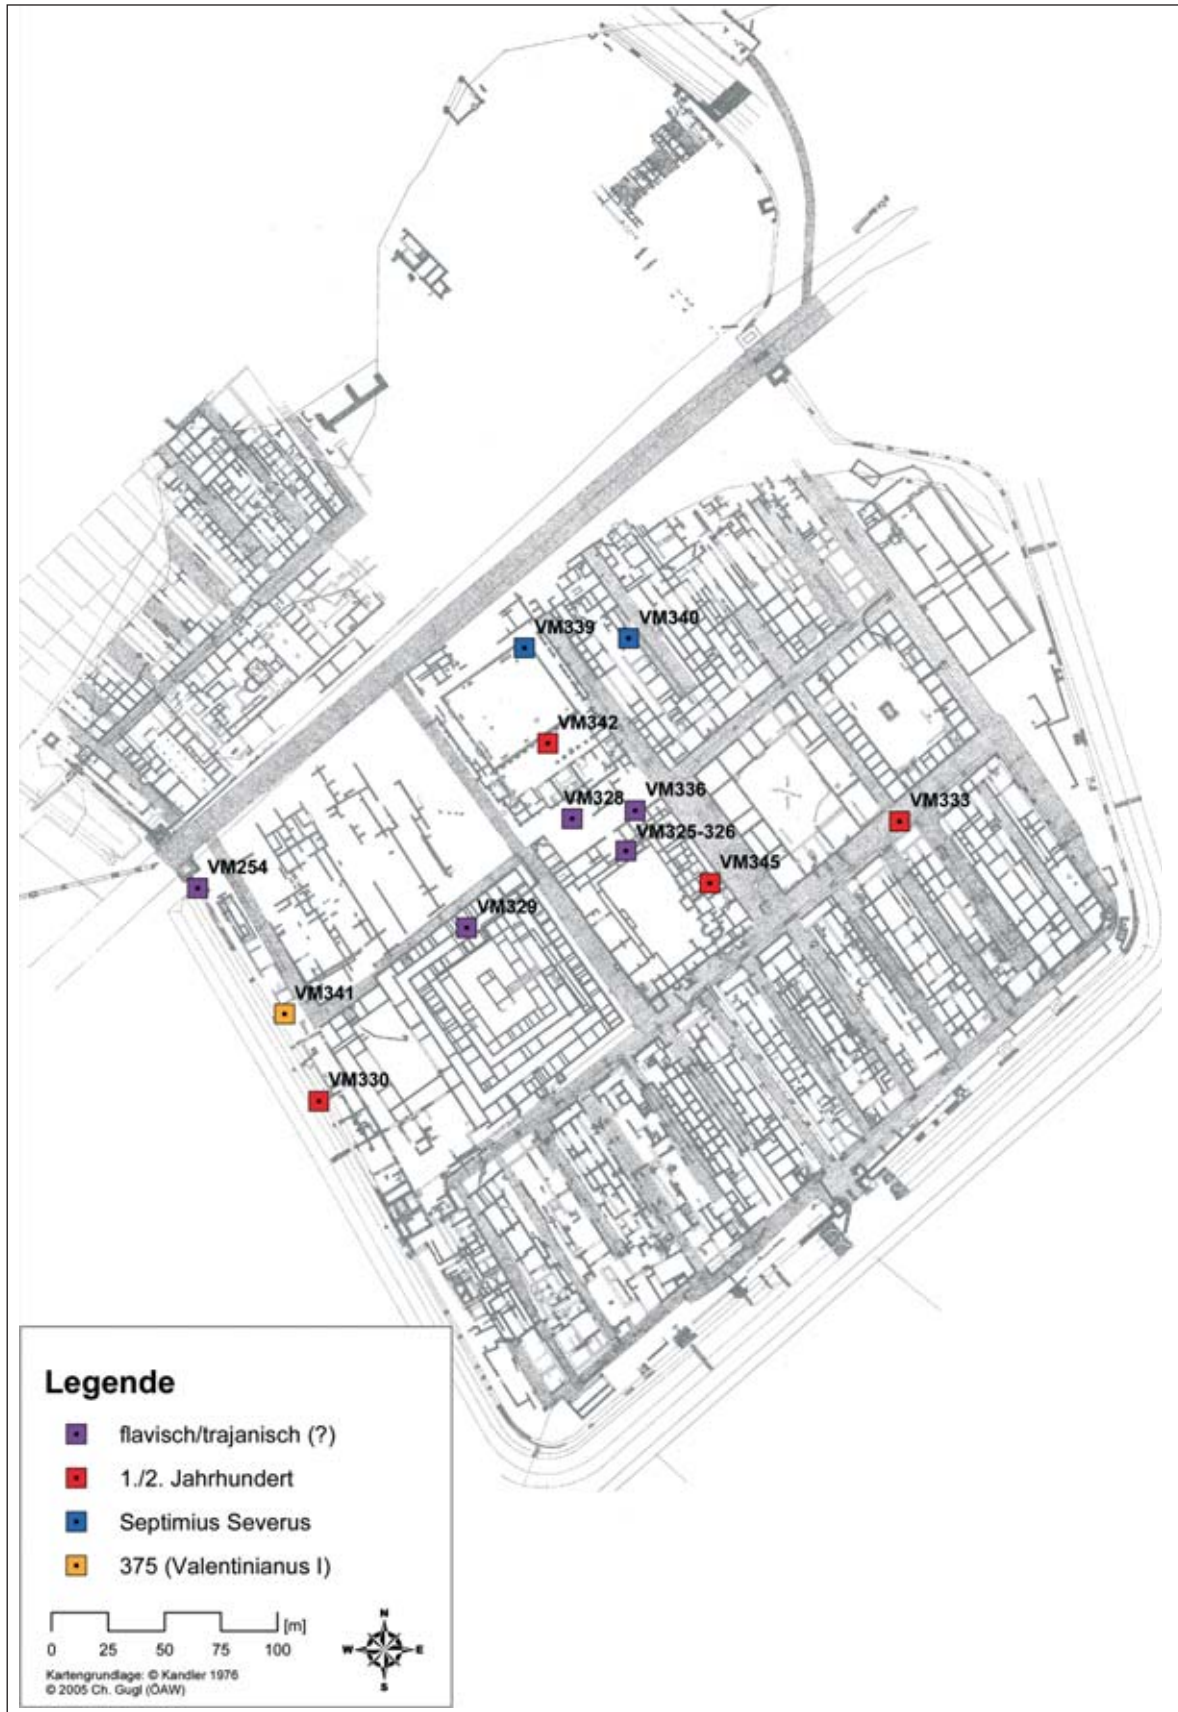 VM339
VM340
VM342
VM336
VM328
VM333
VM325-326
VM345
VM254
VM329
VM341
VM330
Legende
flavisch/trajanisch (?)
1./2. Jahrhundert
Septimius Severus
375 (Valentinianus I)
[m]
0 25 50 75 100
N
W E
S
Kartengrundlage: © Kandler 1976
© 2005 Ch. Gugl (ÖAW)